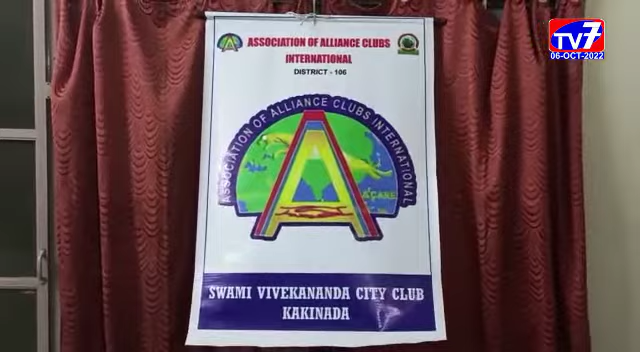 TV7
06-OCT-2022
ASSOCIATION OF ALLIANCE CLUBS
INTERNATIONAL
DISTRICT - 106
ASSOCIATION OF ALLIANCE CLUBS INTERNATIONAL
SWAMI VIVEKANANDA CITY CLUB
KAKINADA